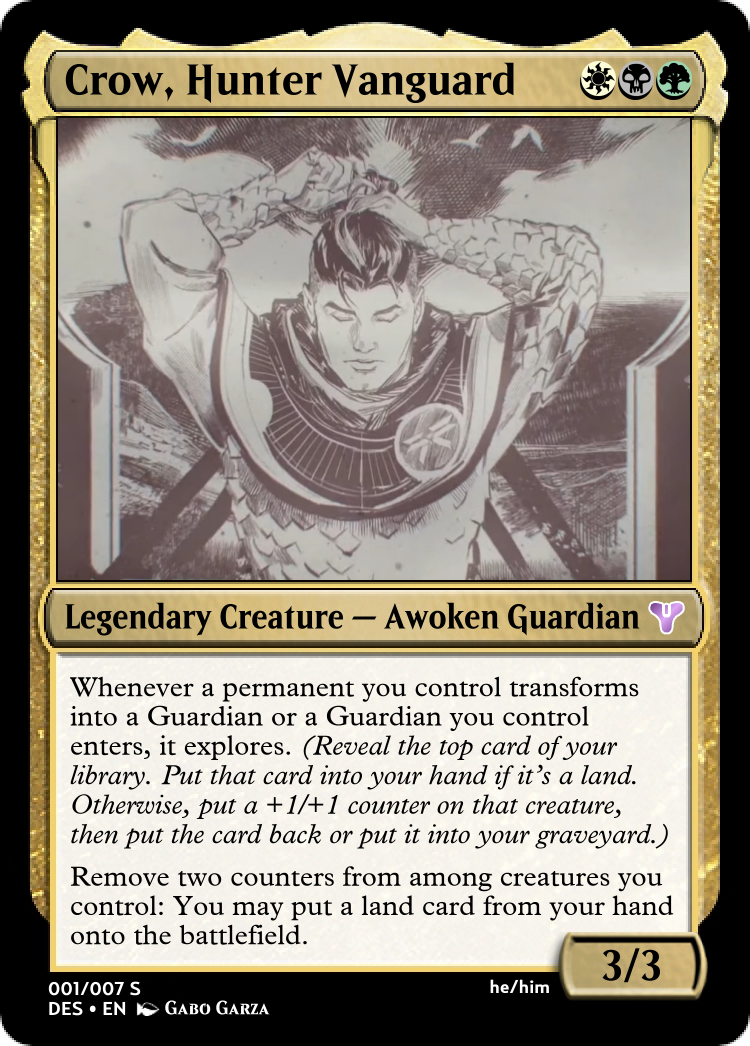 Crow, Hunter Vanguard
Legendary Creature — Awoken Guardian
Whenever a permanent you control transforms
into a Guardian or a Guardian you control
enters, it explores. (Reveal the top card of your
library. Put that card into your hand if it's a land.
Otherwise, put a +1/+1 counter on that creature,
then put the card back or put it into your graveyard.)
Remove two counters from among creatures you
control: You may put a land card from your hand
onto the battlefield.
3/3
001/007 S
DES • EN Gabo Garza
he/him